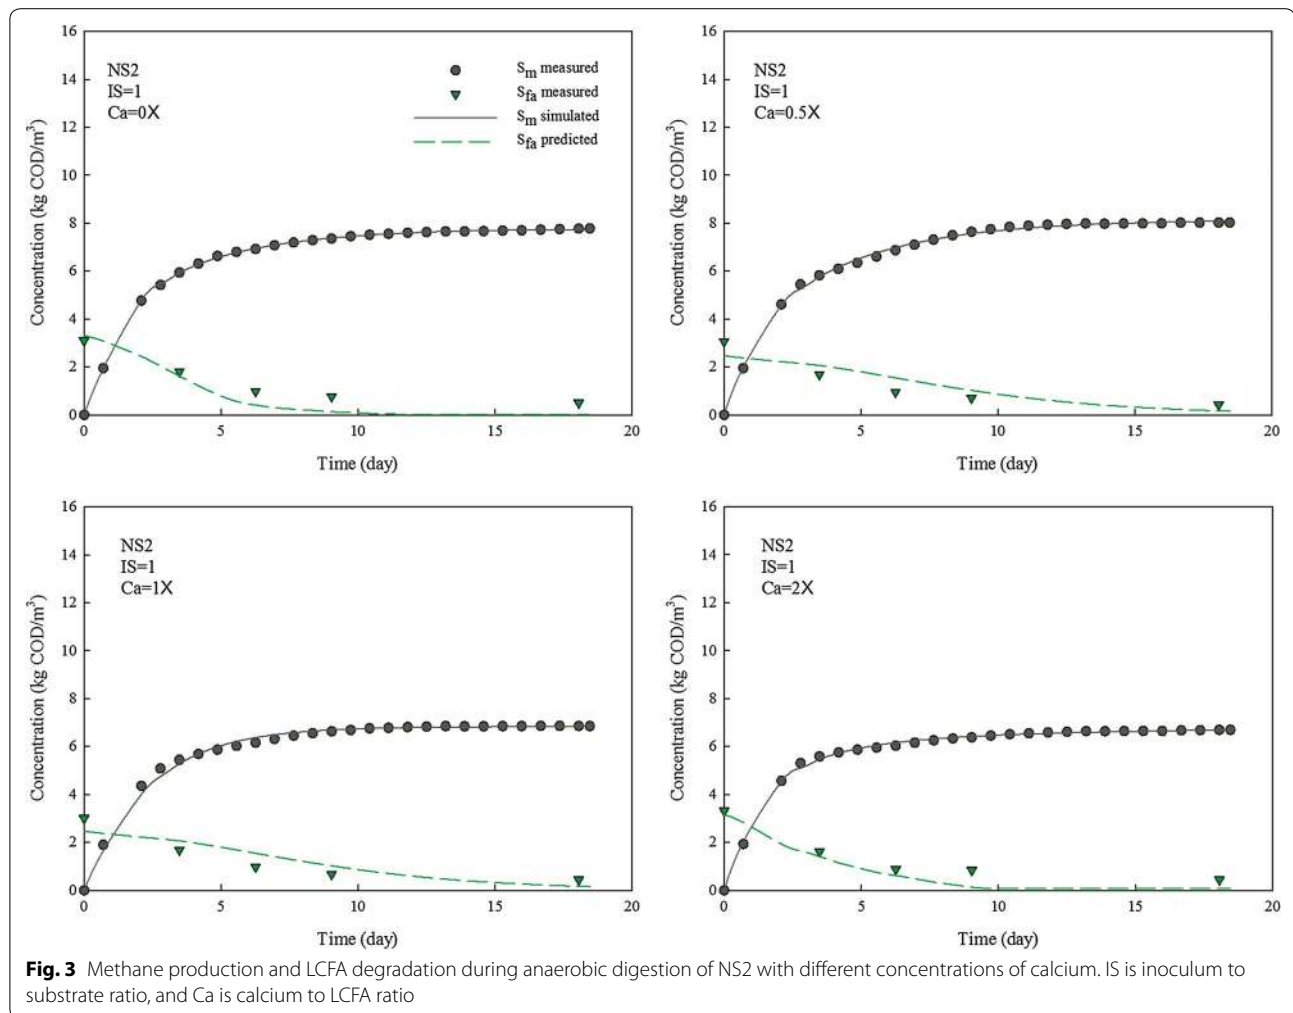 16
14
12
10
8
6
4
2
0
Concentration (kg COD/m³)
NS2
IS=1
Ca=0X
Sm measured
Sfa measured
Sm simulated
Sfa predicted
0 5 10 15 20
Time (day)
16
14
12
10
8
6
4
2
0
Concentration (kg COD/m³)
NS2
IS=1
Ca=0.5X
0 5 10 15 20
Time (day)
16
14
12
10
8
6
4
2
0
Concentration (kg COD/m³)
NS2
IS=1
Ca=1X
0 5 10 15 20
Time (day)
16
14
12
10
8
6
4
2
0
Concentration (kg COD/m³)
NS2
IS=1
Ca=2X
0 5 10 15 20
Time (day)
Fig. 3 Methane production and LCFA degradation during anaerobic digestion of NS2 with different concentrations of calcium. IS is inoculum to
substrate ratio, and Ca is calcium to LCFA ratio